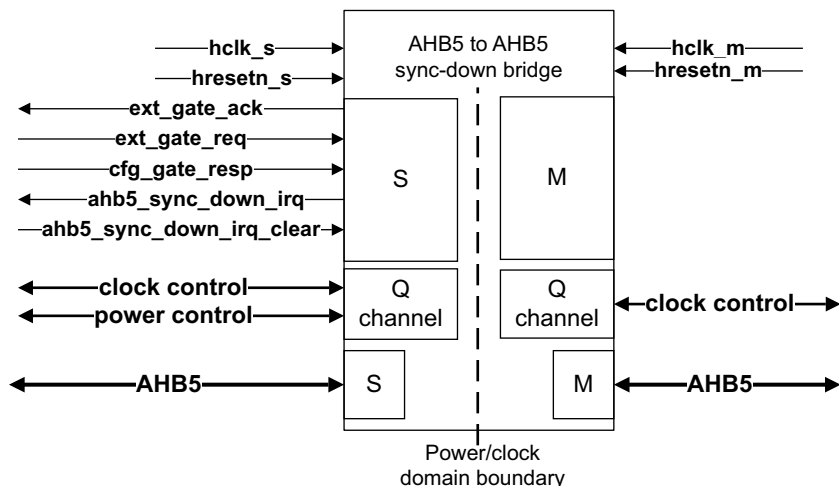 AHB5 to AHB5
sync-down bridge
hclk_s
hresetn_s
ext_gate_ack
ext_gate_req
cfg_gate_resp
ahb5_sync_down_irq
ahb5_sync_down_irq_clear
hclk_m
hresetn_m
S
M
clock control
power control
Q
channel
Q
channel
clock control
AHB5
S
M
AHB5
Power/clock
domain boundary